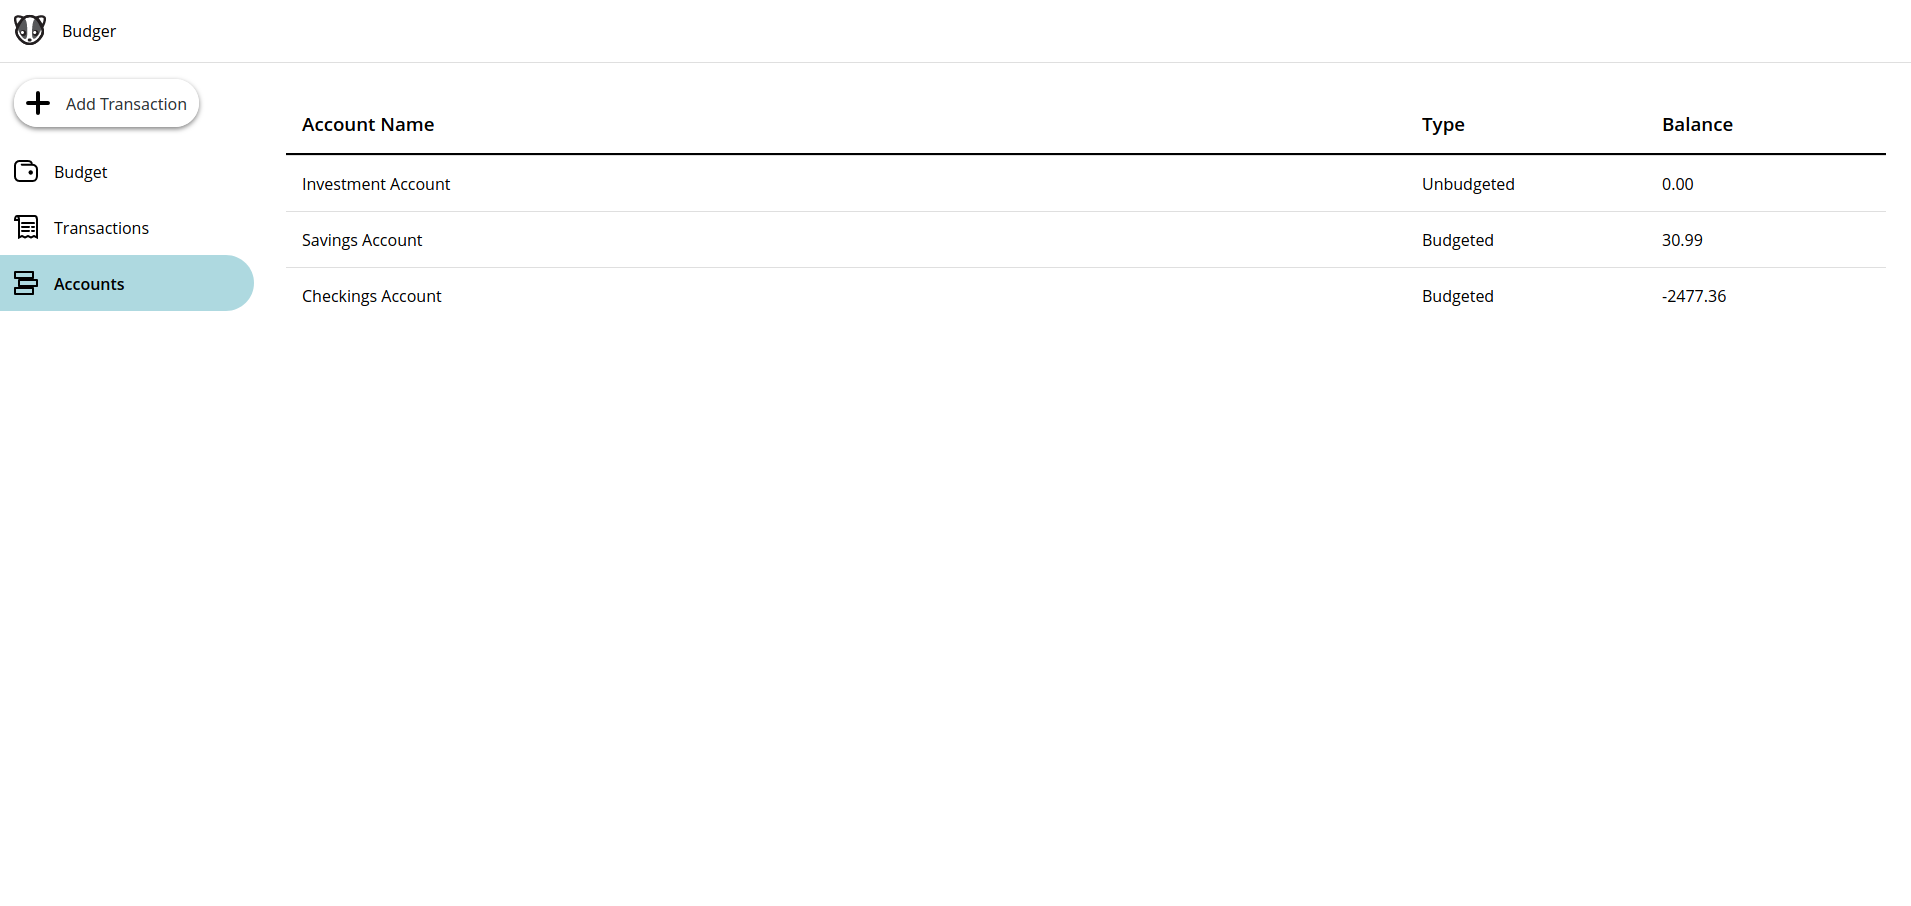 Budger
Add Transaction
Budget
Transactions
Accounts
Account Name Type Balance
Investment Account Unbudgeted 0.00
Savings Account Budgeted 30.99
Checkings Account Budgeted -2477.36